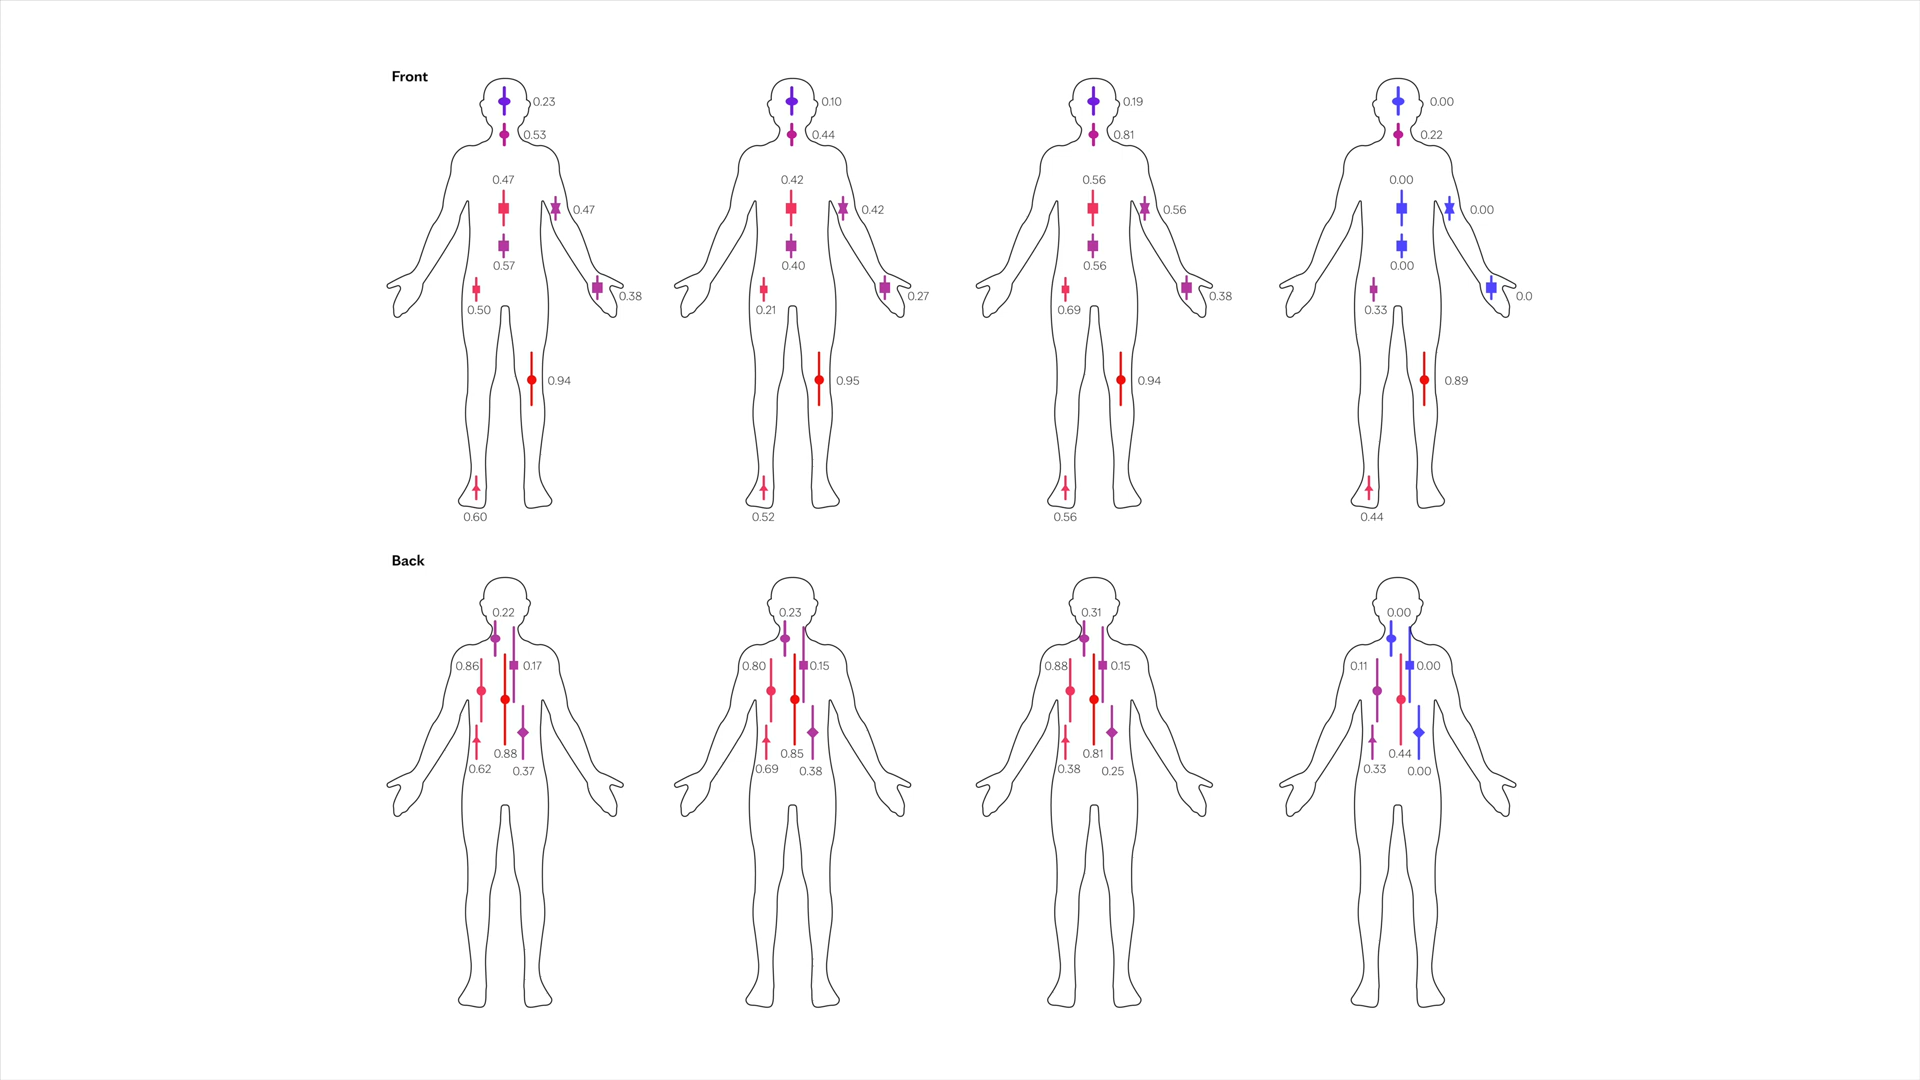 Front
0.23 0.10 0.19 0.00
0.53 0.44 0.81 0.22
0.47 0.42 0.56 0.00
0.47 0.42 0.56 0.00
0.57 0.40 0.56 0.00
0.38 0.27 0.38 0.0
0.50 0.21 0.69 0.33
0.94 0.95 0.94 0.89
0.60 0.52 0.56 0.44
Back
0.22 0.23 0.31 0.00
0.86 0.17 0.80 0.15 0.88 0.15 0.11 0.00
0.88 0.85 0.81 0.44
0.62 0.37 0.69 0.38 0.38 0.25 0.33 0.00